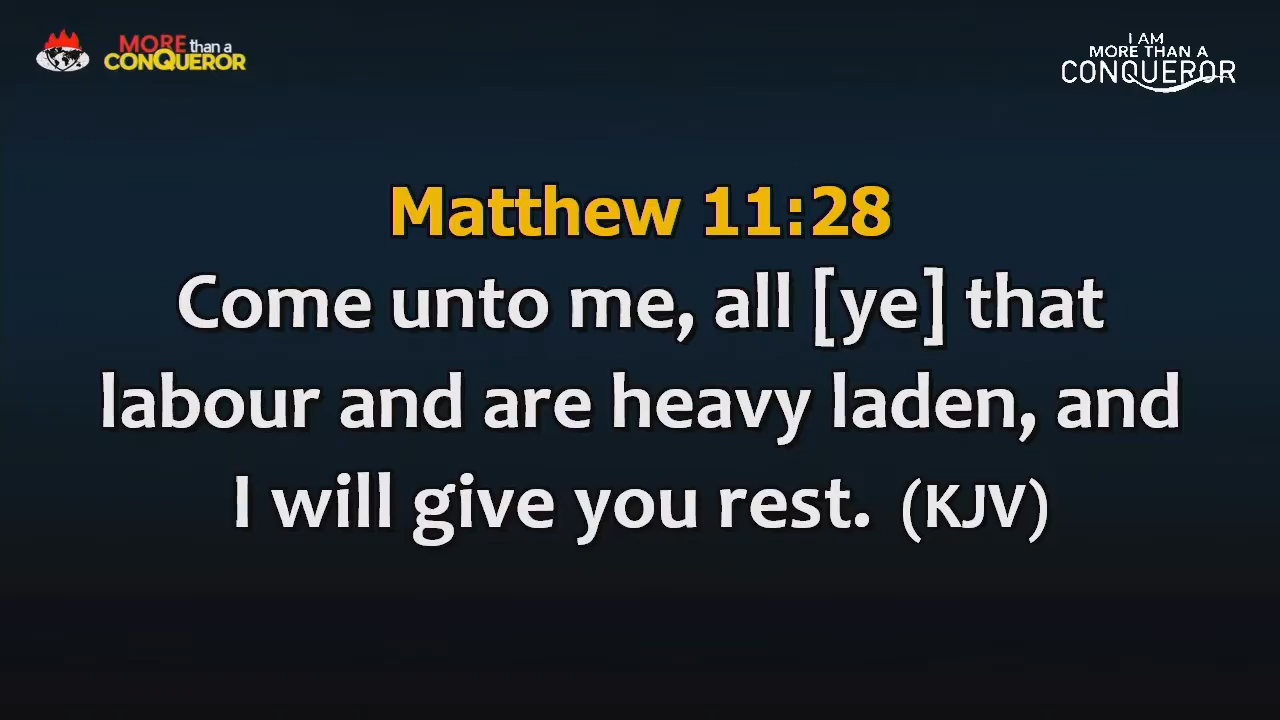 MORE than a
CONQUEROR
I AM
MORE THAN A
CONQUEROR
Matthew 11:28
Come unto me, all [ye] that
labour and are heavy laden, and
I will give you rest. (KJV)